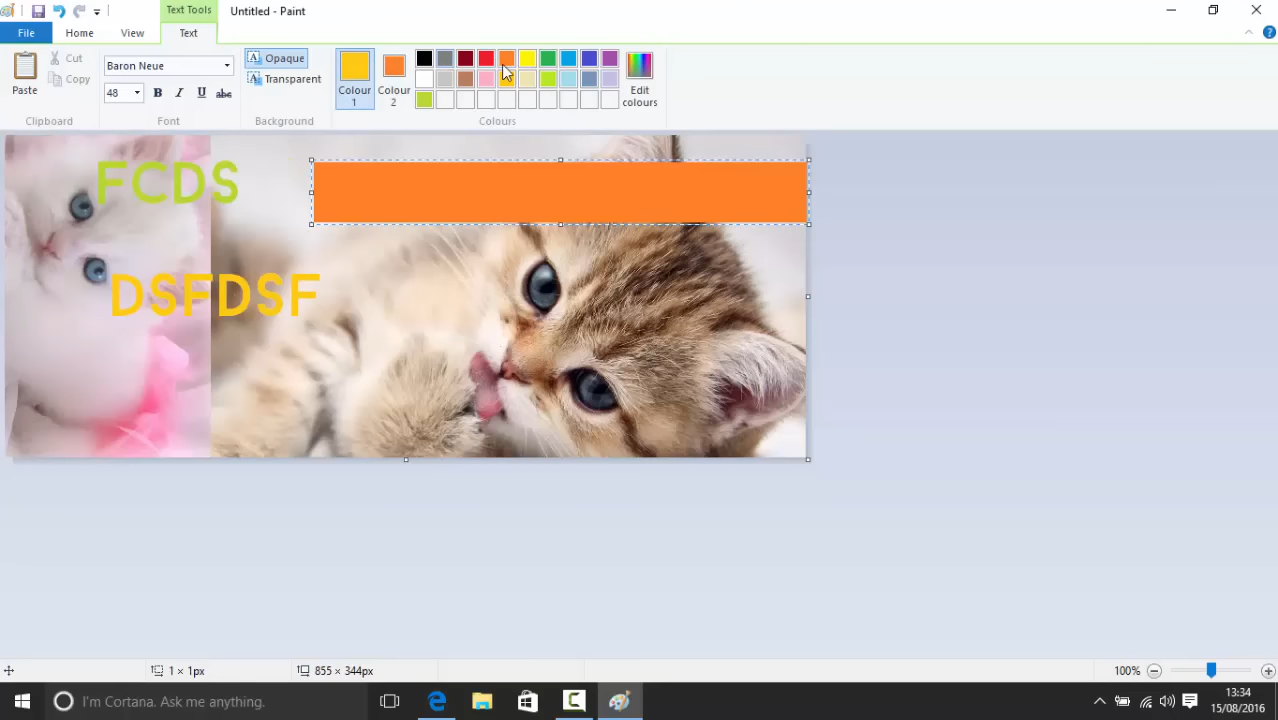 Text Tools
Untitled - Paint
File
Home
View
Text
Paste
Cut
Copy
Clipboard
Baron Neue
48
B I U abc
Font
Opaque
Transparent
Background
Colour 1
Colour 2
Edit colours
Colours
FCDS
DSFDSF
1 × 1px
855 × 344px
100%
I'm Cortana. Ask me anything.
13:34
15/08/2016